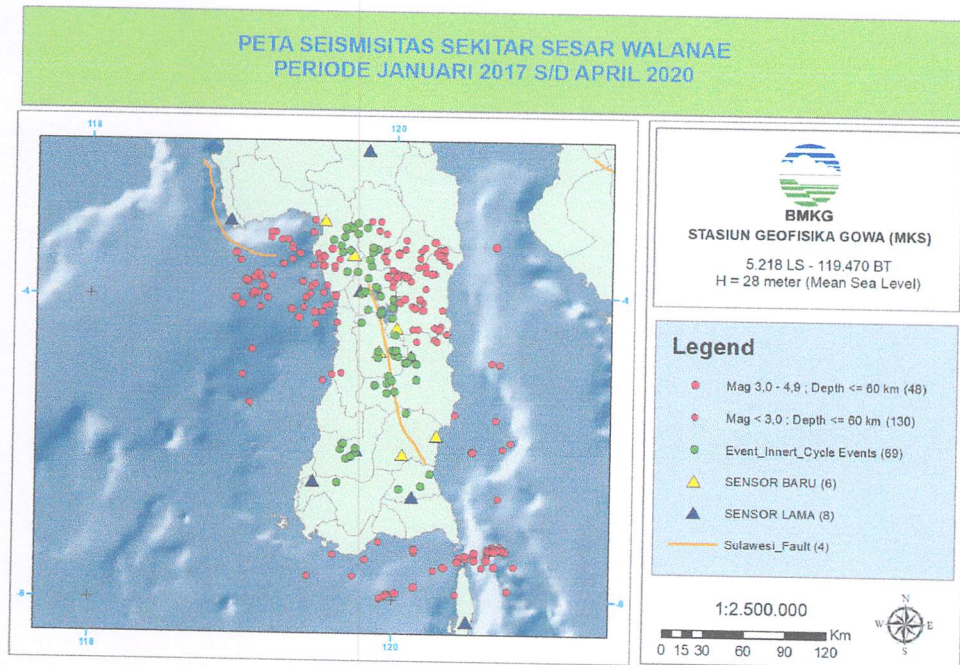 PETA SEISMISITAS SEKITAR SESAR WALANAE
PERIODE JANUARI 2017 S/D APRIL 2020
118
120
-4
-4
-6
-6
118
120
BMKG
STASIUN GEOFISIKA GOWA (MKS)
5.218 LS - 119.470 BT
H = 28 meter (Mean Sea Level)
Legend
Mag 3,0 - 4,9 ; Depth <= 60 km (48)
Mag < 3,0 ; Depth <= 60 km (130)
Event_Innert_Cycle Events (69)
SENSOR BARU (6)
SENSOR LAMA (8)
Sulawesi_Fault (4)
1:2.500.000
Km
0 15 30 60 90 120
N
W E
S